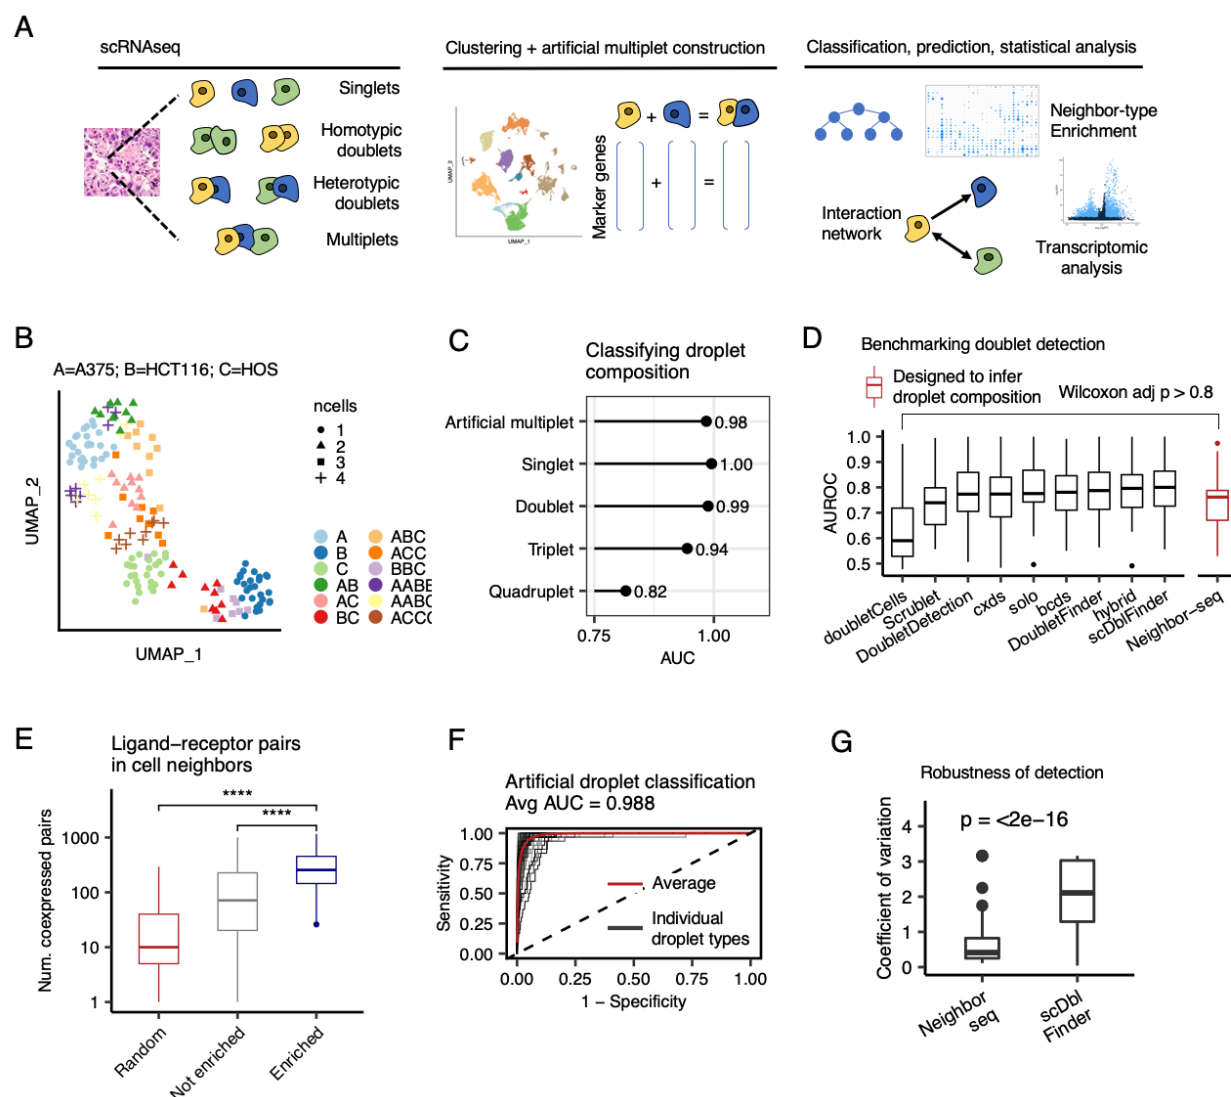 A
scRNAseq
Singlets
Homotypic
doublets
Heterotypic
doublets
Multiplets
Clustering + artificial multiplet construction
UMAP_2
UMAP_1
Marker genes
+ =
+ =
Classification, prediction, statistical analysis
Neighbor-type
Enrichment
Interaction
network
Transcriptomic
analysis
B
A=A375; B=HCT116; C=HOS
UMAP_2
UMAP_1
ncells
1
2
3
4
A ABC
B ACC
C BBC
AB AABB
AC AABC
BC ACCC
C
Classifying droplet
composition
Artificial multiplet 0.98
Singlet 1.00
Doublet 0.99
Triplet 0.94
Quadruplet 0.82
0.75 1.00
AUC
D
Benchmarking doublet detection
Designed to infer
droplet composition
Wilcoxon adj p > 0.8
AUROC
1.0
0.9
0.8
0.7
0.6
0.5
doubletCells
Scrublet
DoubletDetection
cxds
solo
bcds
DoubletFinder
hybrid
scDblFinder
Neighbor−seq
E
Ligand−receptor pairs
in cell neighbors
****
****
Num. coexpressed pairs
1000
100
10
1
Random
Not enriched
Enriched
F
Artificial droplet classification
Avg AUC = 0.988
Sensitivity
1.00
0.75
0.50
0.25
0.00
Average
Individual
droplet types
0.00 0.25 0.50 0.75 1.00
1 − Specificity
G
Robustness of detection
p = <2e−16
Coefficient of variation
4
3
2
1
0
Neighbor
seq
scDbl
Finder